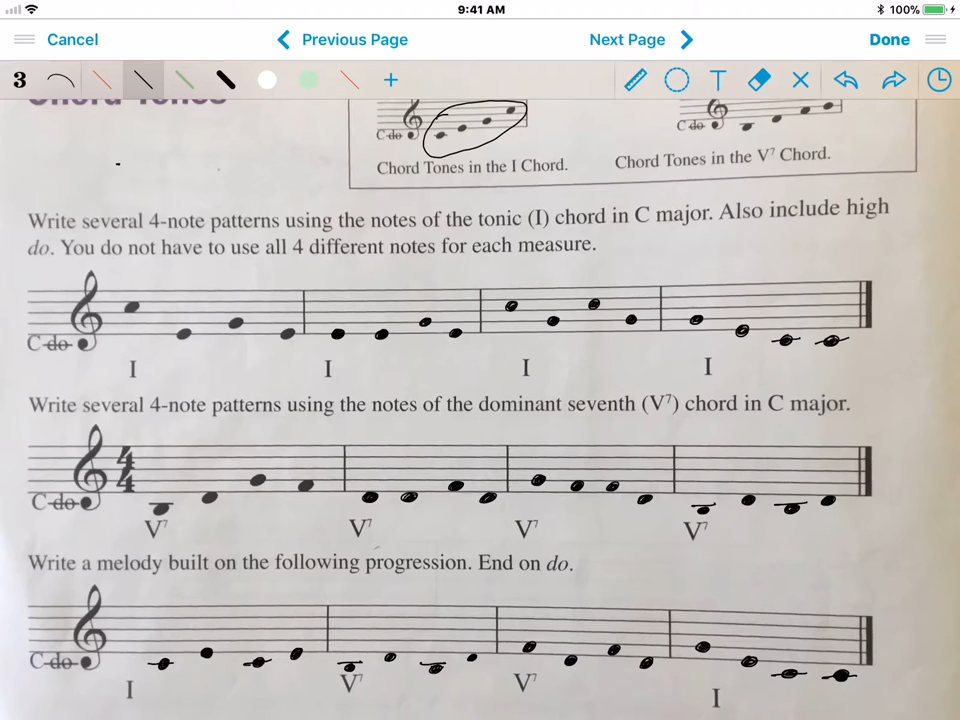 9:41 AM 100%
Cancel Previous Page Next Page Done
3 T
Chord Tones
C do C do
Chord Tones in the I Chord. Chord Tones in the V7 Chord.
Write several 4-note patterns using the notes of the tonic (I) chord in C major. Also include high
do. You do not have to use all 4 different notes for each measure.
C do
I I I I
Write several 4-note patterns using the notes of the dominant seventh (V7) chord in C major.
4
4
C do
V7 V7 V7 V7
Write a melody built on the following progression. End on do.
C do
I V7 V7 I